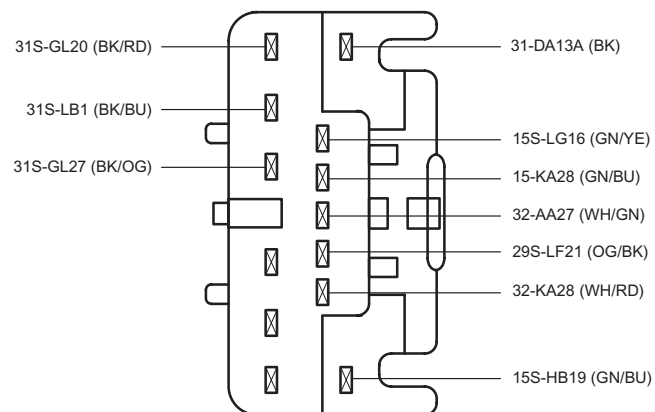 31S-GL20 (BK/RD)
31-DA13A (BK)
31S-LB1 (BK/BU)
15S-LG16 (GN/YE)
31S-GL27 (BK/OG)
15-KA28 (GN/BU)
32-AA27 (WH/GN)
29S-LF21 (OG/BK)
32-KA28 (WH/RD)
15S-HB19 (GN/BU)